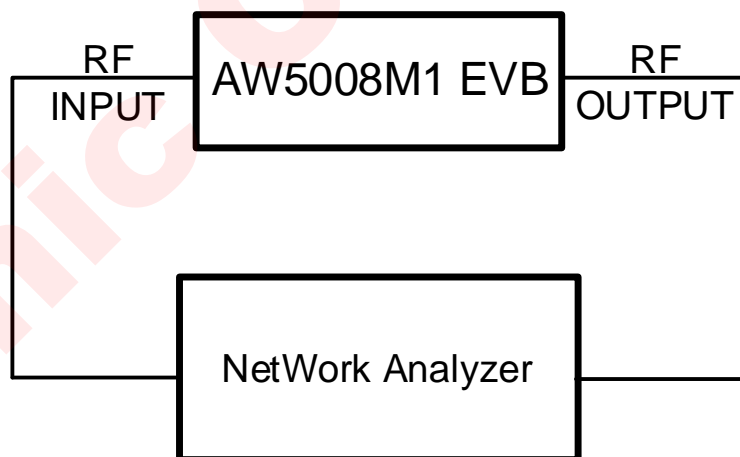 RF
INPUT
AW5008M1 EVB
RF
OUTPUT
NetWork Analyzer